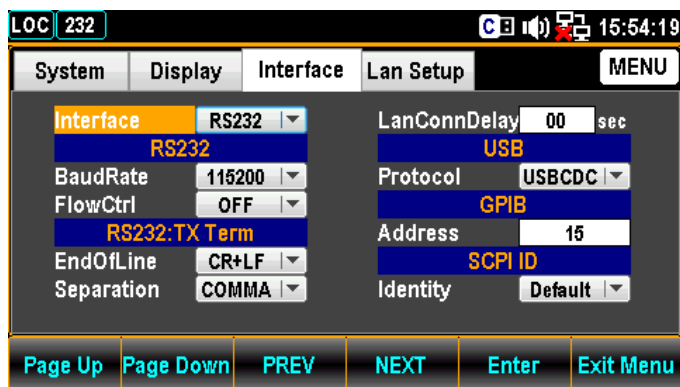 LOC 232 C 15:54:19
System Display Interface Lan Setup MENU
Interface RS232
RS232
BaudRate 115200
FlowCtrl OFF
RS232:TX Term
EndOfLine CR+LF
Separation COMMA
LanConnDelay 00 sec
USB
Protocol USBCDC
GPIB
Address 15
SCPI ID
Identity Default
Page Up Page Down PREV NEXT Enter Exit Menu